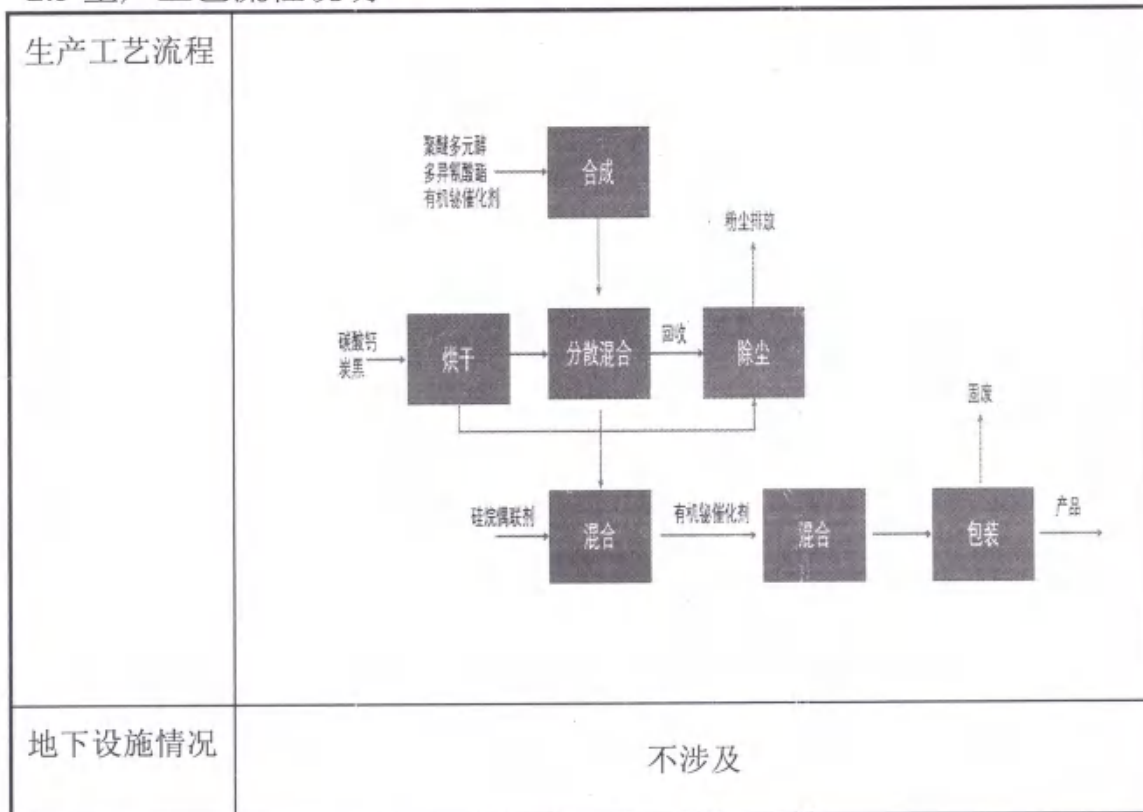 生产工艺流程
聚醚多元醇
多异氰酸酯
有机铋催化剂
合成
粉尘排放
碳酸钙
炭黑
烘干
分散混合
回收
除尘
固废
硅烷偶联剂
混合
有机铋催化剂
混合
包装
产品
地下设施情况
不涉及